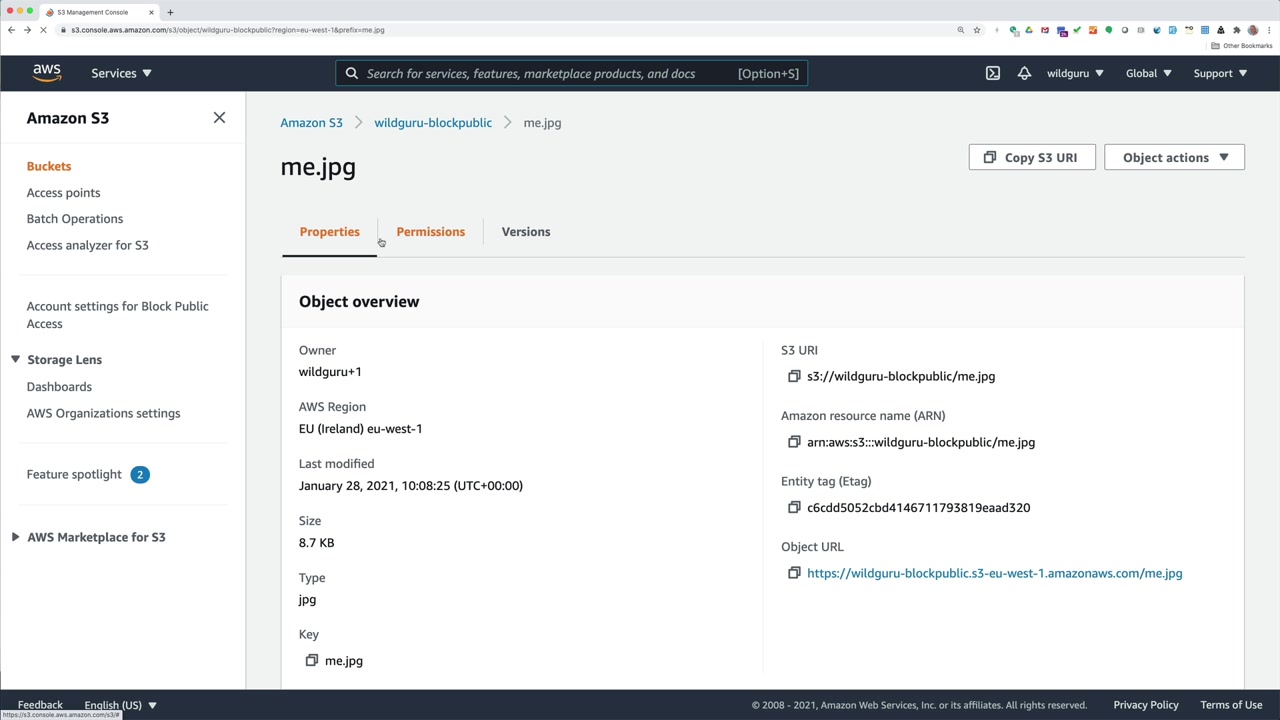 S3 Management Console
s3.console.aws.amazon.com/s3/object/wildguru-blockpublic?region=eu-west-1&prefix=me.jpg
Other Bookmarks
aws
Services
Search for services, features, marketplace products, and docs [Option+S]
wildguru
Global
Support
Amazon S3
Buckets
Access points
Batch Operations
Access analyzer for S3
Account settings for Block Public
Access
Storage Lens
Dashboards
AWS Organizations settings
Feature spotlight 2
AWS Marketplace for S3
Amazon S3 > wildguru-blockpublic > me.jpg
me.jpg
Copy S3 URI
Object actions
Properties
Permissions
Versions
Object overview
Owner
wildguru+1
AWS Region
EU (Ireland) eu-west-1
Last modified
January 28, 2021, 10:08:25 (UTC+00:00)
Size
8.7 KB
Type
jpg
Key
me.jpg
S3 URI
s3://wildguru-blockpublic/me.jpg
Amazon resource name (ARN)
arn:aws:s3:::wildguru-blockpublic/me.jpg
Entity tag (Etag)
c6cdd5052cbd4146711793819eaad320
Object URL
https://wildguru-blockpublic.s3-eu-west-1.amazonaws.com/me.jpg
Feedback
English (US)
© 2008 - 2021, Amazon Web Services, Inc. or its affiliates. All rights reserved.
Privacy Policy
Terms of Use
https://s3.console.aws.amazon.com/s3/#